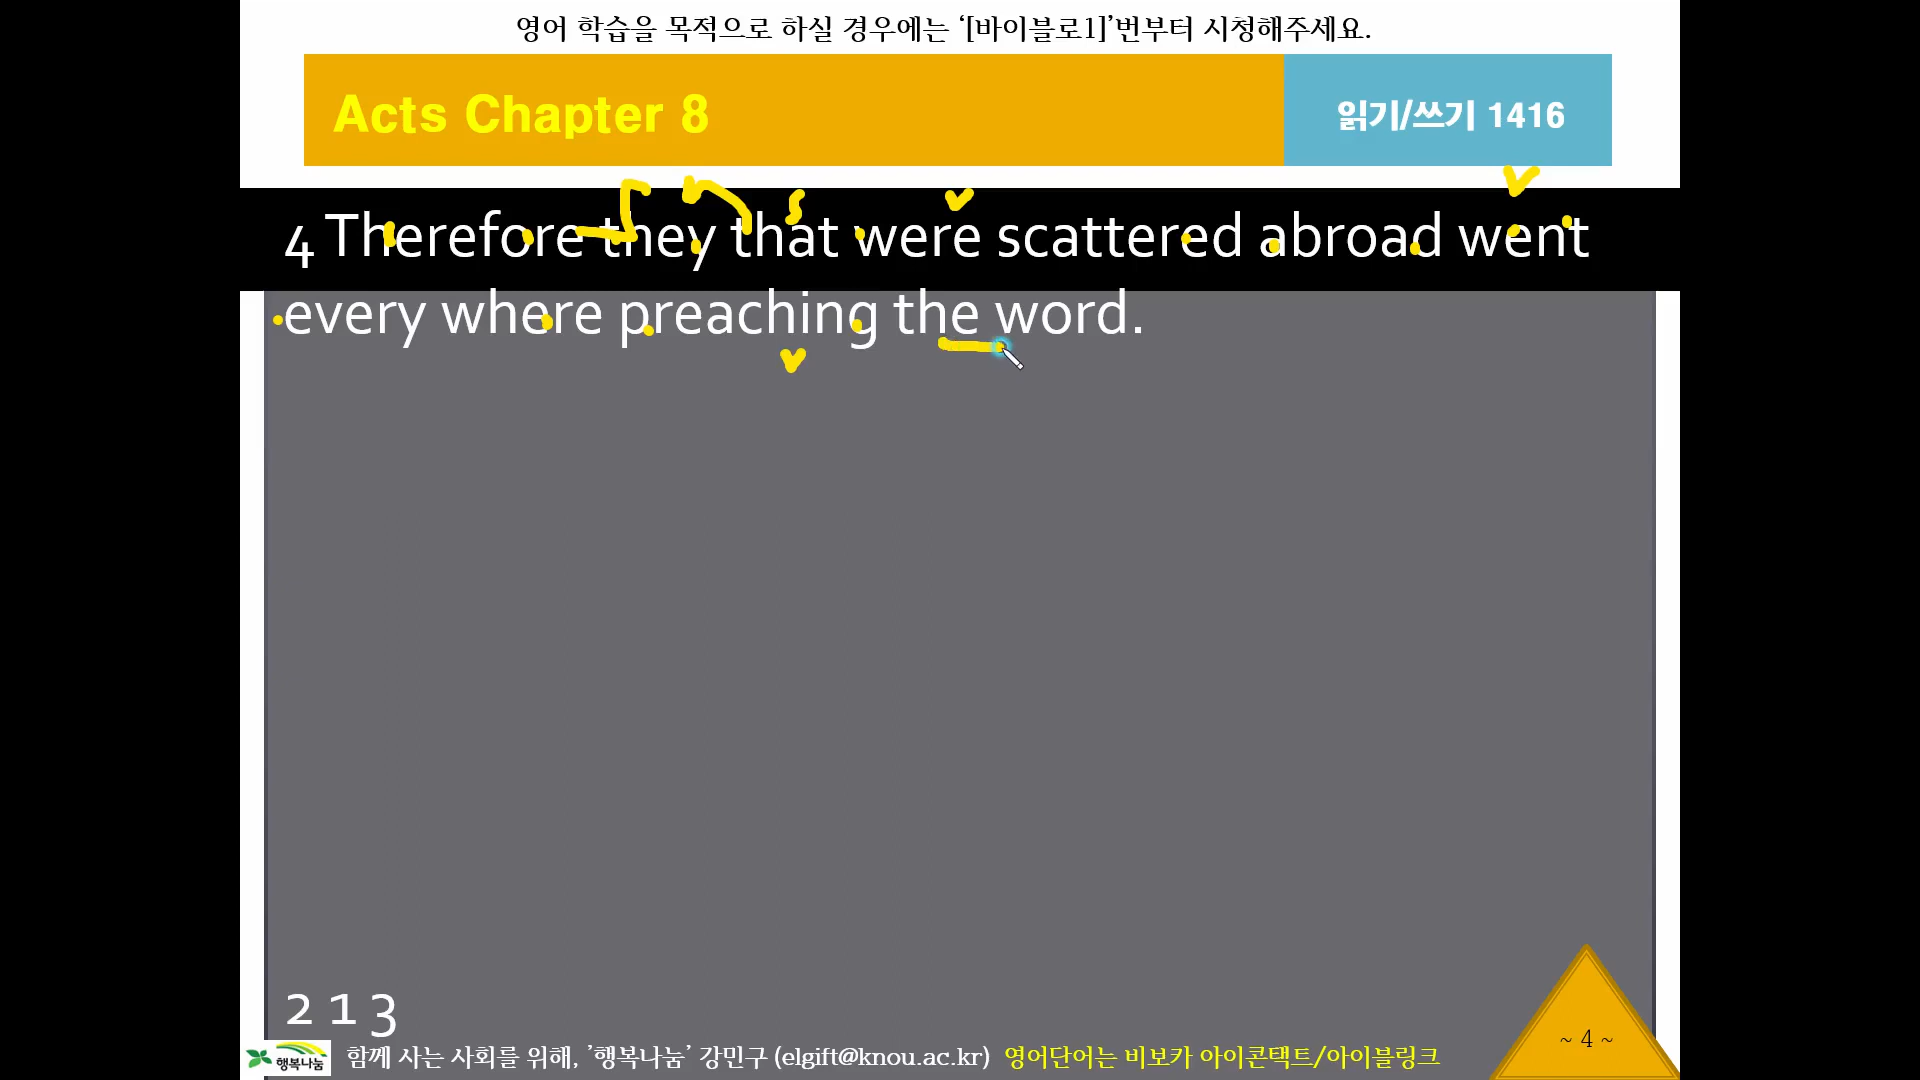 영어 학습을 목적으로 하실 경우에는 ‘[바이블로1]’번부터 시청해주세요.
Acts Chapter 8
읽기/쓰기 1416
4 Therefore they that were scattered abroad went
every where preaching the word.
2 1 3
~ 4 ~
행복나눔
함께 사는 사회를 위해, ’행복나눔’ 강민구 (elgift@knou.ac.kr) 영어단어는 비보카 아이콘택트/아이블링크